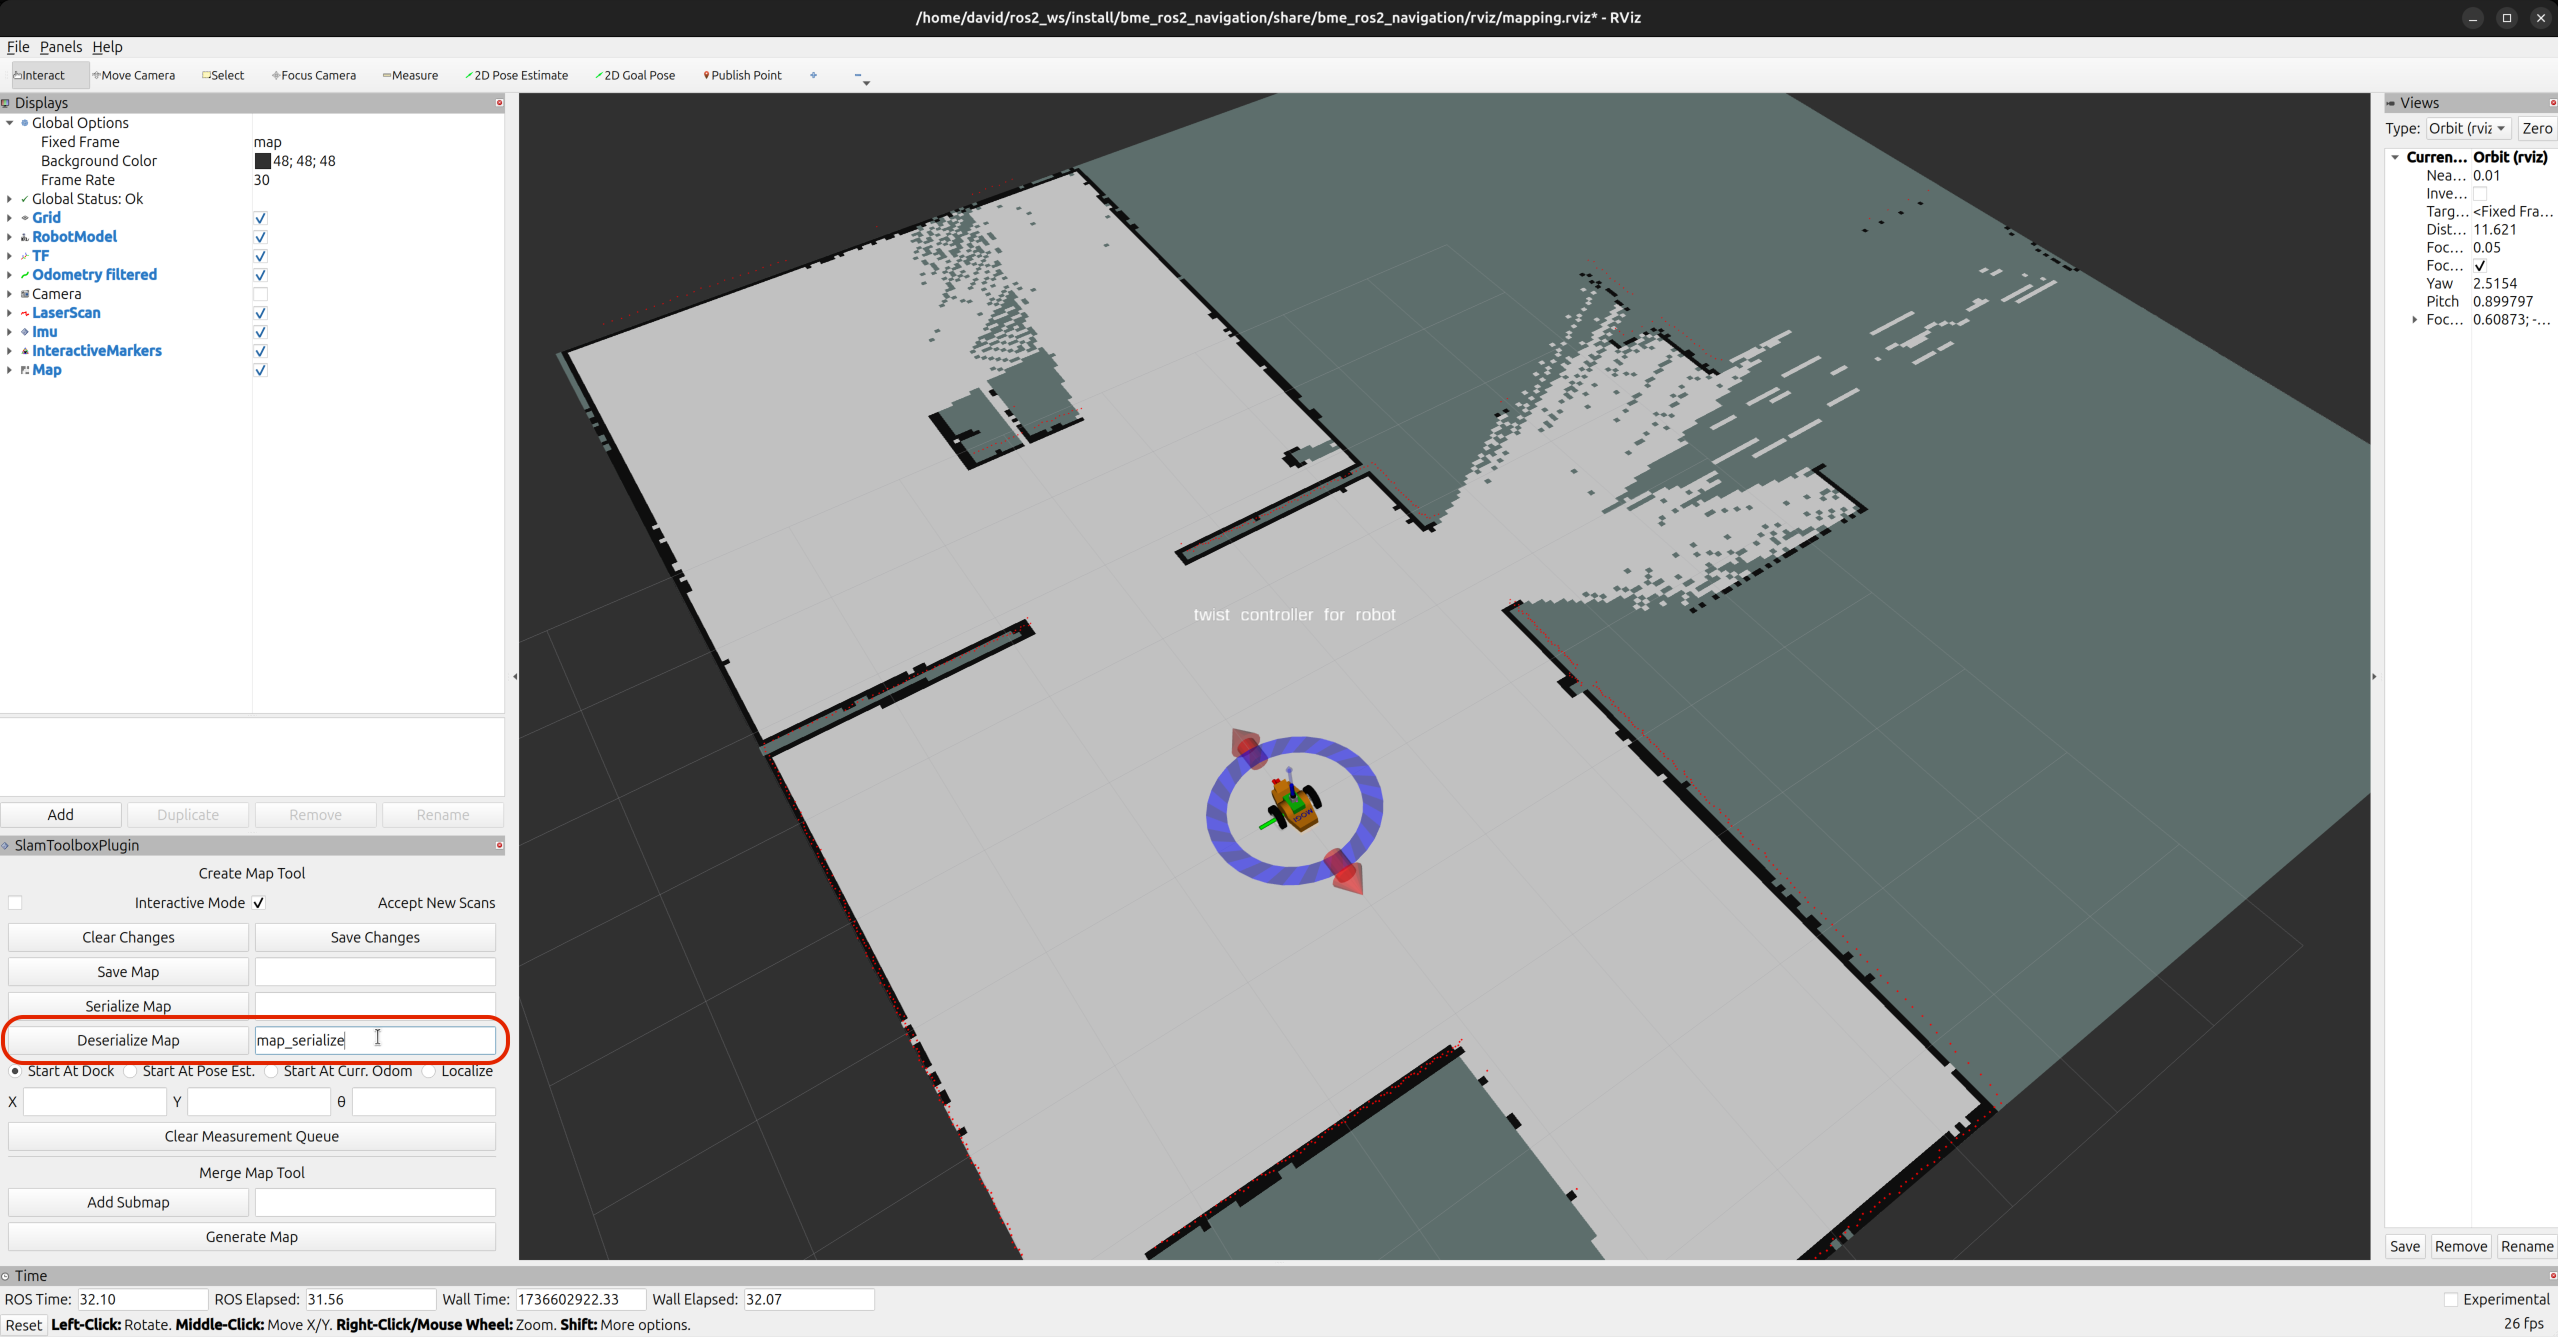 /home/david/ros2_ws/install/bme_ros2_navigation/share/bme_ros2_navigation/rviz/mapping.rviz* - RViz
File Panels Help
Interact Move Camera Select Focus Camera Measure 2D Pose Estimate 2D Goal Pose Publish Point
Displays
Global Options
Fixed Frame map
Background Color 48; 48; 48
Frame Rate 30
Global Status: Ok
Grid
RobotModel
TF
Odometry filtered
Camera
LaserScan
Imu
InteractiveMarkers
Map
Add Duplicate Remove Rename
SlamToolboxPlugin
Create Map Tool
Interactive Mode Accept New Scans
Clear Changes Save Changes
Save Map
Serialize Map
Deserialize Map map_serialize
Start At Dock Start At Pose Est. Start At Curr. Odom Localize
X Y θ
Clear Measurement Queue
Merge Map Tool
Add Submap
Generate Map
twist controller for robot
Views
Type: Orbit (rviz Zero
Curren... Orbit (rviz)
Nea... 0.01
Inve...
Targ... <Fixed Fra...
Dist... 11.621
Foc... 0.05
Foc...
Yaw 2.5154
Pitch 0.899797
Foc... 0.60873; -...
Save Remove Rename
Time
ROS Time: 32.10 ROS Elapsed: 31.56 Wall Time: 1736602922.33 Wall Elapsed: 32.07 Experimental
Reset Left-Click: Rotate. Middle-Click: Move X/Y. Right-Click/Mouse Wheel: Zoom. Shift: More options. 26 fps